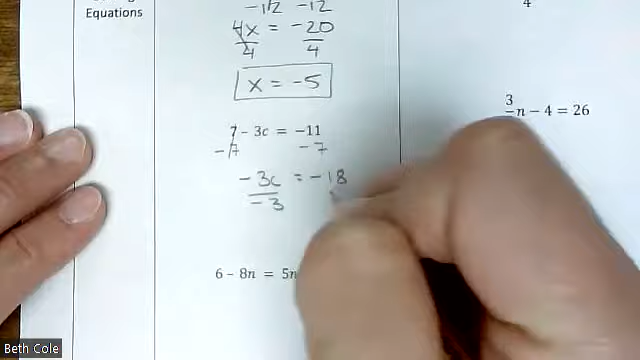 Equations
-12 -12
4x = -20
4 4
x = -5
7 - 3c = -11
-7 -7
-3c = -18
-3
6 - 8n = 5n
4
3
n - 4 = 26
Beth Cole